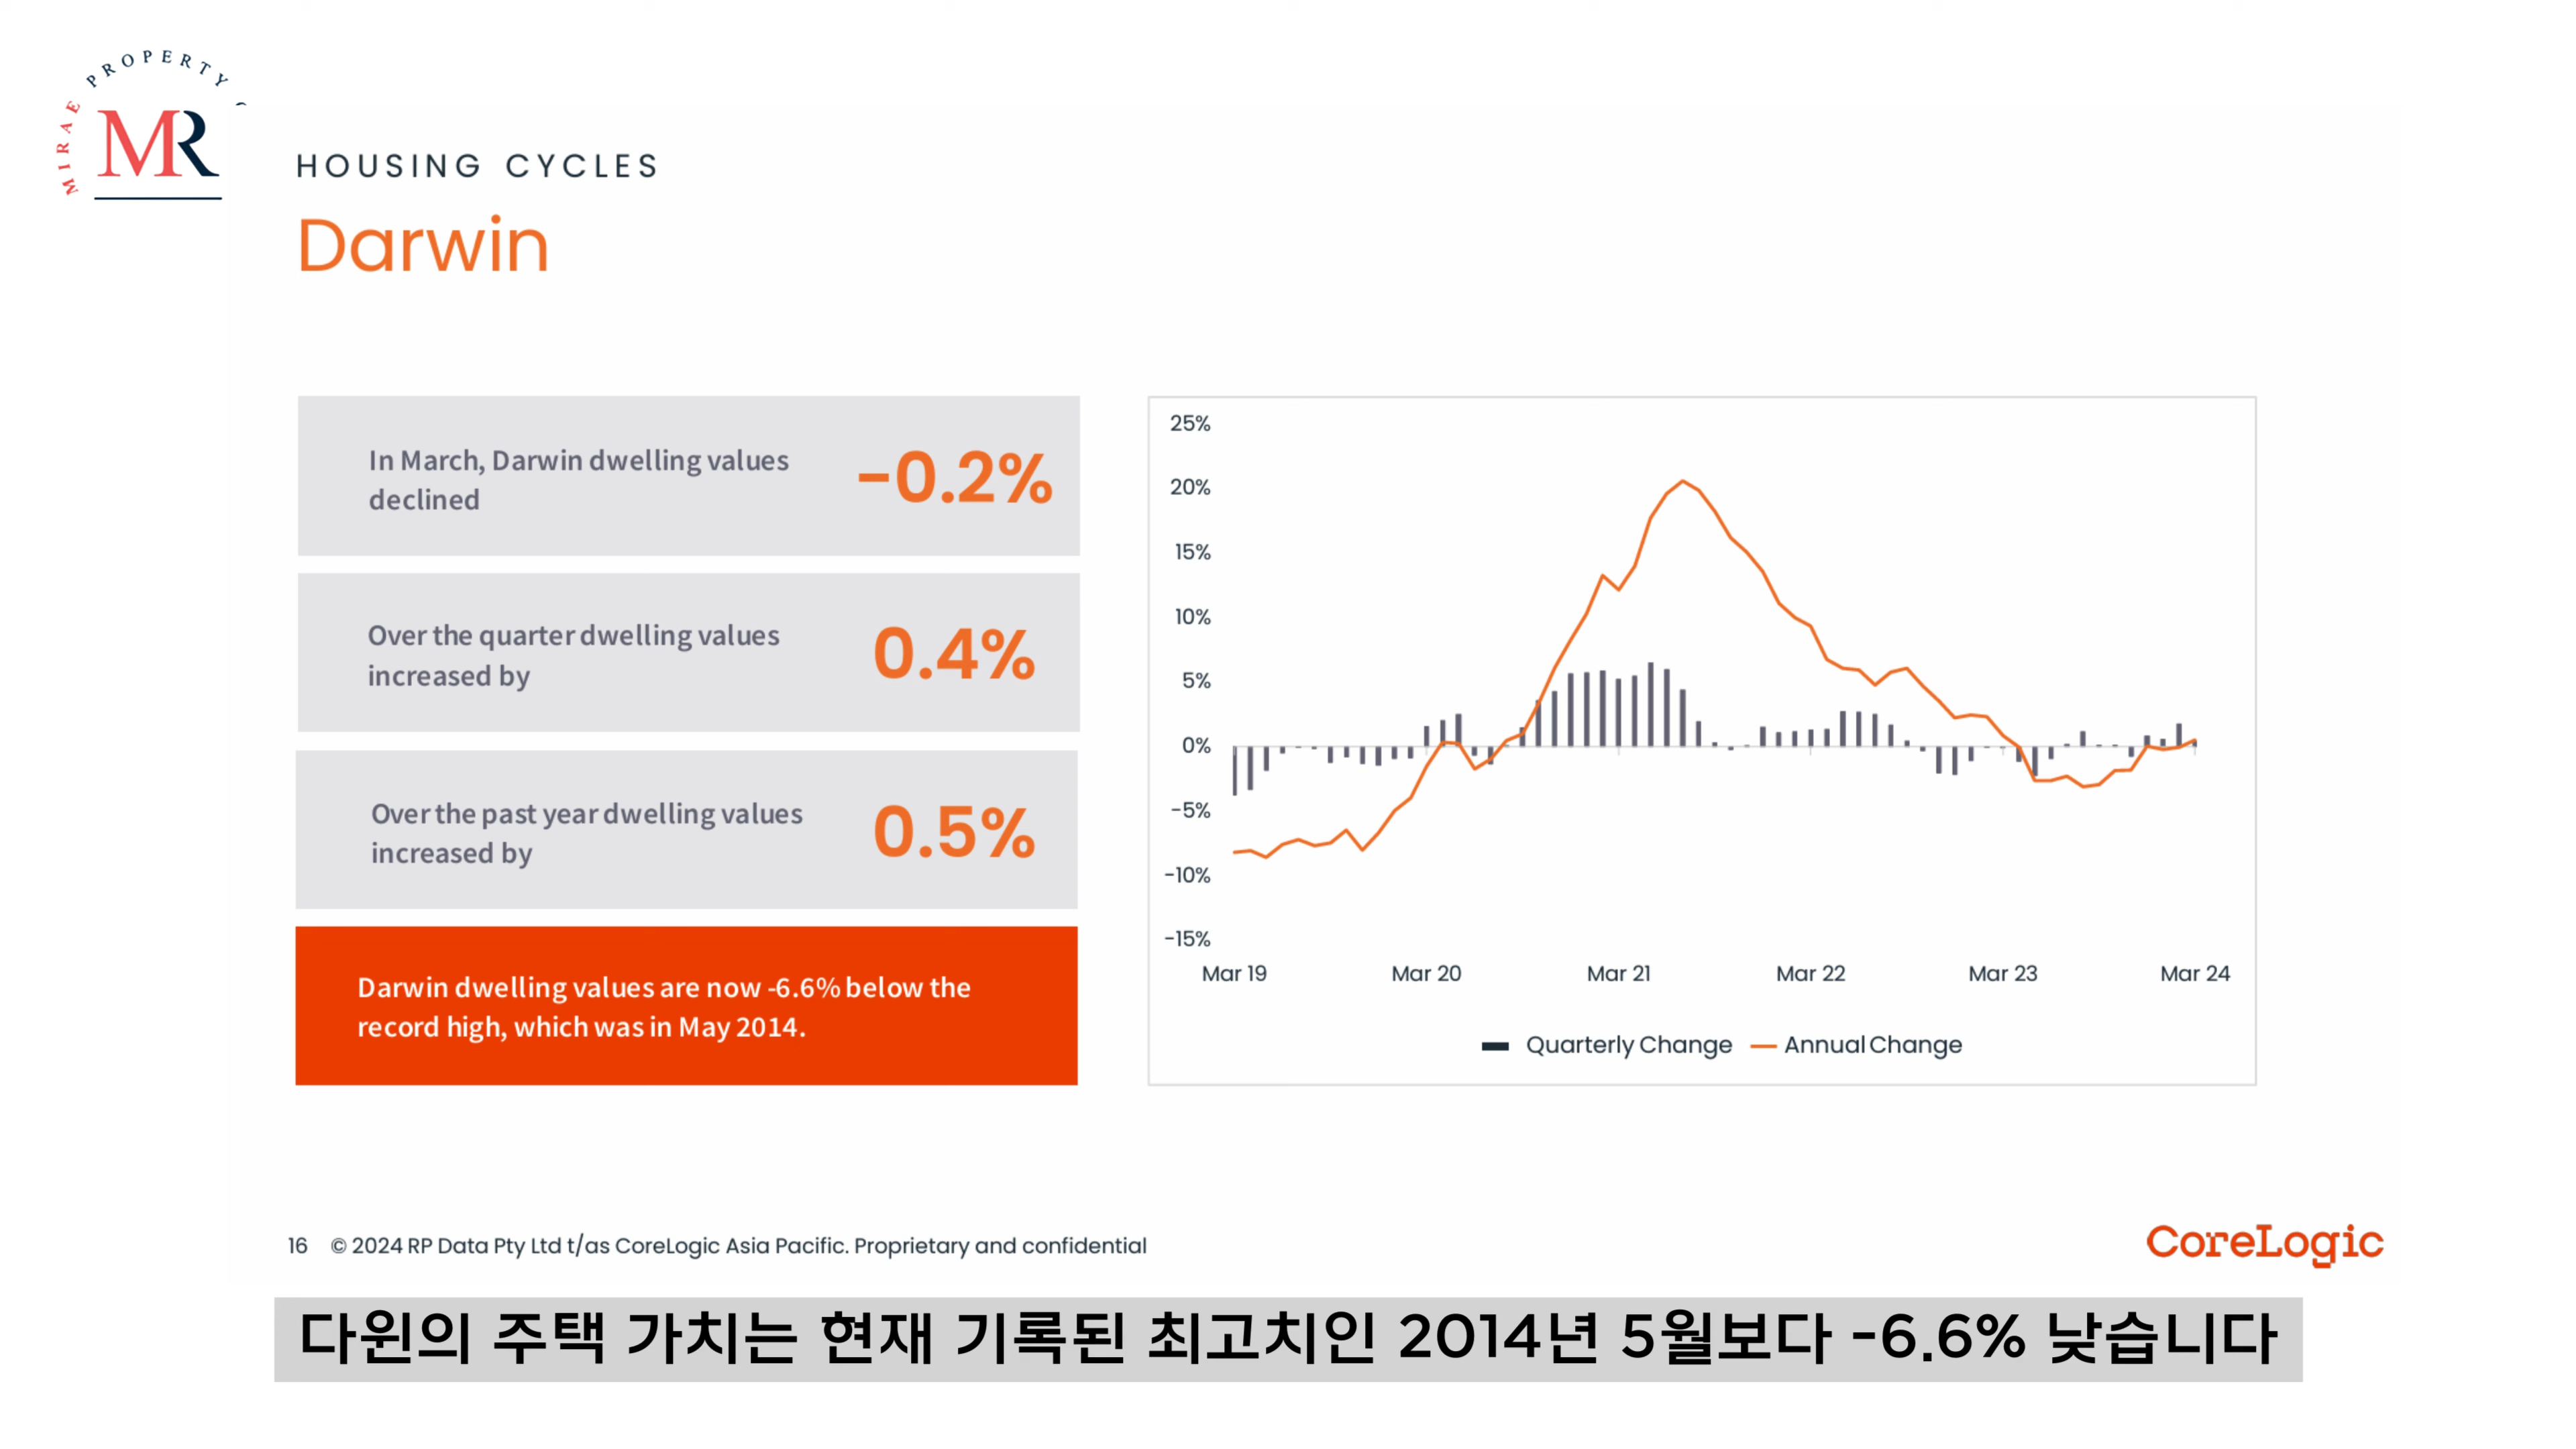 MIRAE PROPERTY
MR
HOUSING CYCLES
Darwin
In March, Darwin dwelling values
declined
-0.2%
Over the quarter dwelling values
increased by
0.4%
Over the past year dwelling values
increased by
0.5%
Darwin dwelling values are now -6.6% below the
record high, which was in May 2014.
25%
20%
15%
10%
5%
0%
-5%
-10%
-15%
Mar 19 Mar 20 Mar 21 Mar 22 Mar 23 Mar 24
Quarterly Change Annual Change
16 © 2024 RP Data Pty Ltd t/as CoreLogic Asia Pacific. Proprietary and confidential
CoreLogic
다윈의 주택 가치는 현재 기록된 최고치인 2014년 5월보다 -6.6% 낮습니다